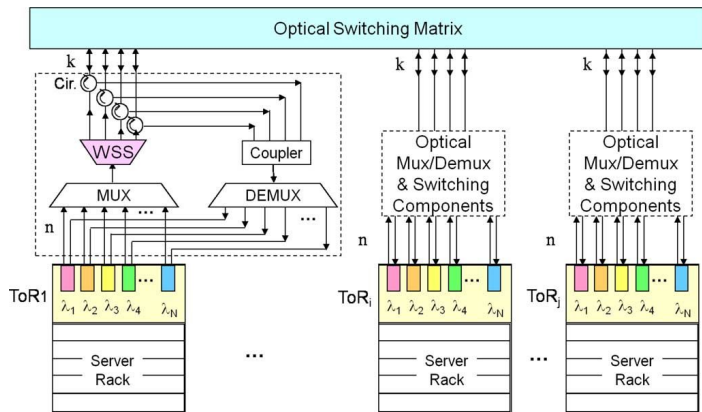 Optical Switching Matrix
k
k
k
Cir.
WSS
Coupler
Optical
Mux/Demux
& Switching
Components
Optical
Mux/Demux
& Switching
Components
MUX
DEMUX
...
...
n
n
n
ToR1
ToRi
ToRj
...
...
...
λ1 λ2 λ3 λ4 λN
λ1 λ2 λ3 λ4 λN
λ1 λ2 λ3 λ4 λN
Server
Rack
...
Server
Rack
...
Server
Rack